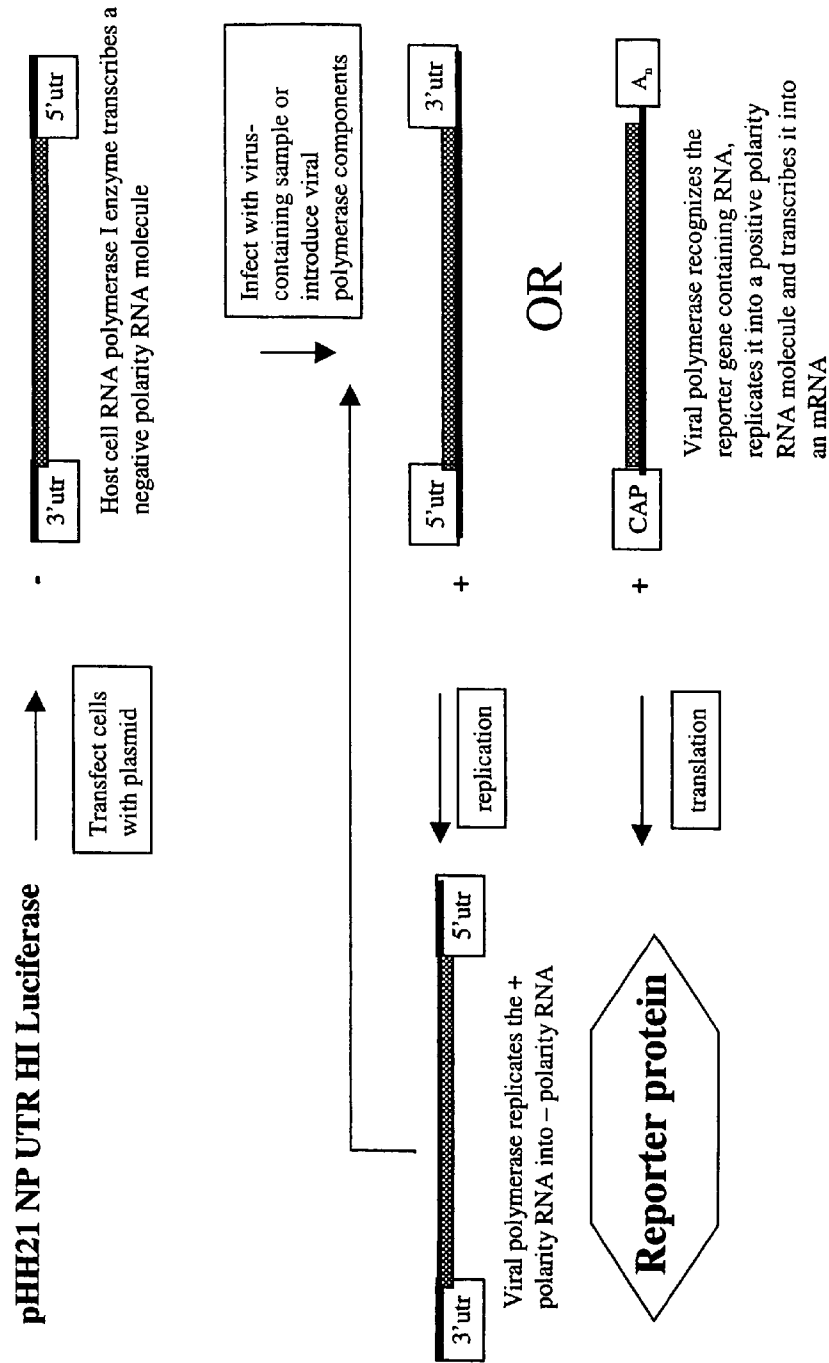 pHH21 NP UTR HI Luciferase
Transfect cells
with plasmid
-
3'utr
5'utr
Host cell RNA polymerase I enzyme transcribes a
negative polarity RNA molecule
Infect with virus-
containing sample or
introduce viral
polymerase components
+
5'utr
3'utr
OR
+
CAP
An
Viral polymerase recognizes the
reporter gene containing RNA,
replicates it into a positive polarity
RNA molecule and transcribes it into
an mRNA
replication
translation
3'utr
5'utr
Viral polymerase replicates the +
polarity RNA into – polarity RNA
Reporter protein